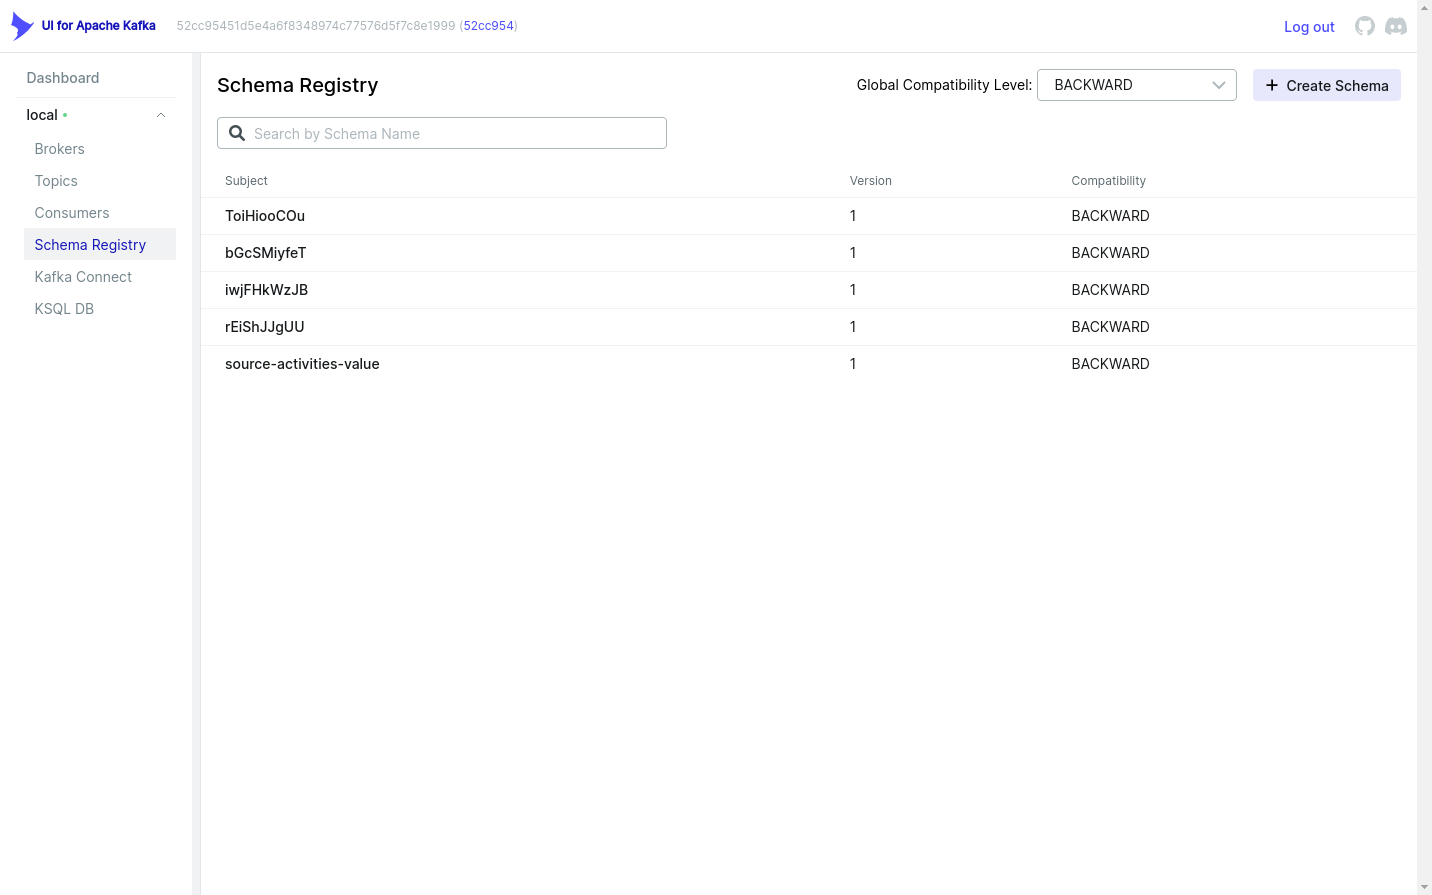 UI for Apache Kafka 52cc95451d5e4a6f8348974c77576d5f7c8e1999 (52cc954) Log out
Dashboard
local
Brokers
Topics
Consumers
Schema Registry
Kafka Connect
KSQL DB
Schema Registry Global Compatibility Level: BACKWARD Create Schema
Search by Schema Name
Subject Version Compatibility
ToiHiooCOu 1 BACKWARD
bGcSMiyfeT 1 BACKWARD
iwjFHkWzJB 1 BACKWARD
rEiShJJgUU 1 BACKWARD
source-activities-value 1 BACKWARD